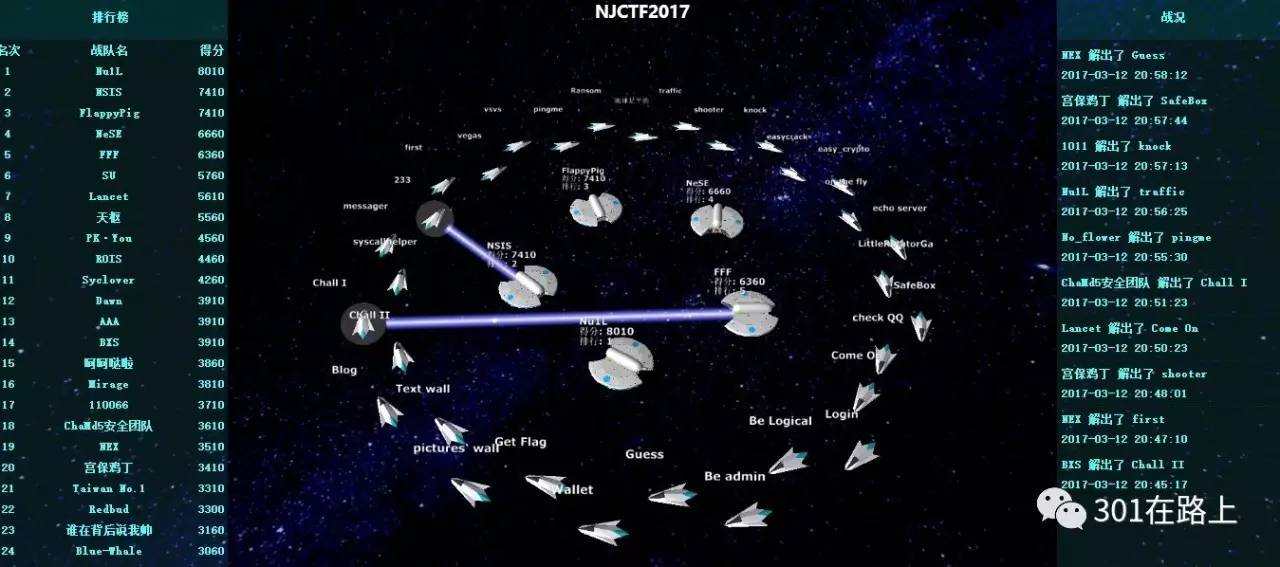 NJCTF2017
排行榜
名次 战队名 得分
1 Nu1L 8010
2 NSIS 7410
3 FlappyPig 7410
4 NeSE 6660
5 FFF 6360
6 SU 5760
7 Lancet 5610
8 天枢 5560
9 PK·You 4560
10 ROIS 4460
11 Syclover 4260
12 Dawn 3910
13 AAA 3910
14 BXS 3910
15 呵呵哒啦 3860
16 Mirage 3810
17 110066 3710
18 ChaMd5安全团队 3610
19 NEX 3510
20 宫保鸡丁 3410
21 Taiwan No.1 3310
22 Redbud 3300
23 谁在背后说我帅 3160
24 Blue-Whale 3060
Ransom
traffic
vsvs
pingme
shooter
knock
vegas
easycrack
first
easy_crypto
FlappyPig
得分: 7410
排行: 3
233
NeSE
得分: 6660
排行: 4
on the fly
messager
echo server
syscallhelper
NSIS
得分: 7410
排行: 2
Chall I
FFF
得分: 6360
排行: 5
SafeBox
Chall II
check QQ
Nu1L
得分: 8010
排行: 1
Come O
Blog
Text wall
Login
Be Logical
pictures' wall
Get Flag
Guess
Be admin
Wallet
战况
NEX 解出了 Guess
2017-03-12 20:58:12
宫保鸡丁 解出了 SafeBox
2017-03-12 20:57:44
1011 解出了 knock
2017-03-12 20:57:13
Nu1L 解出了 traffic
2017-03-12 20:56:25
No_flower 解出了 pingme
2017-03-12 20:55:30
ChaMd5安全团队 解出了 Chall I
2017-03-12 20:51:23
Lancet 解出了 Come On
2017-03-12 20:50:23
宫保鸡丁 解出了 shooter
2017-03-12 20:48:01
NEX 解出了 first
2017-03-12 20:47:10
BXS 解出了 Chall II
2017-03-12 20:45:17
301在路上